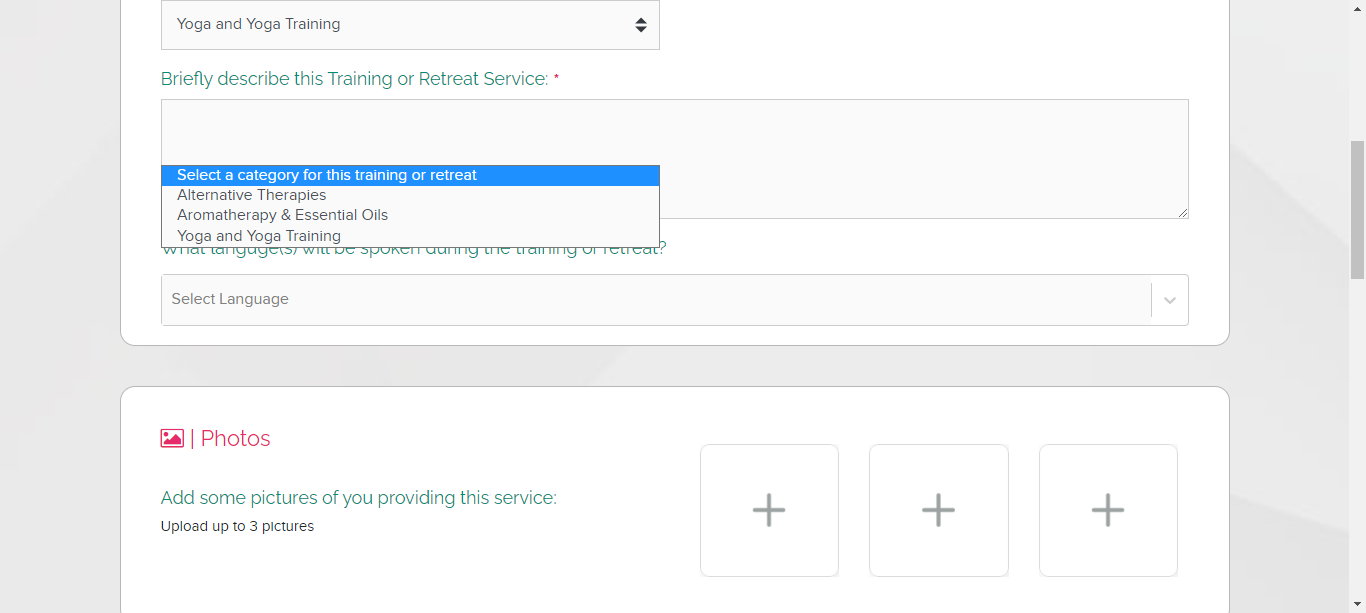 Yoga and Yoga Training
Briefly describe this Training or Retreat Service: *
Select a category for this training or retreat
Alternative Therapies
Aromatherapy & Essential Oils
Yoga and Yoga Training
What languge(s) will be spoken during the training or retreat?
Select Language
| Photos
Add some pictures of you providing this service:
Upload up to 3 pictures